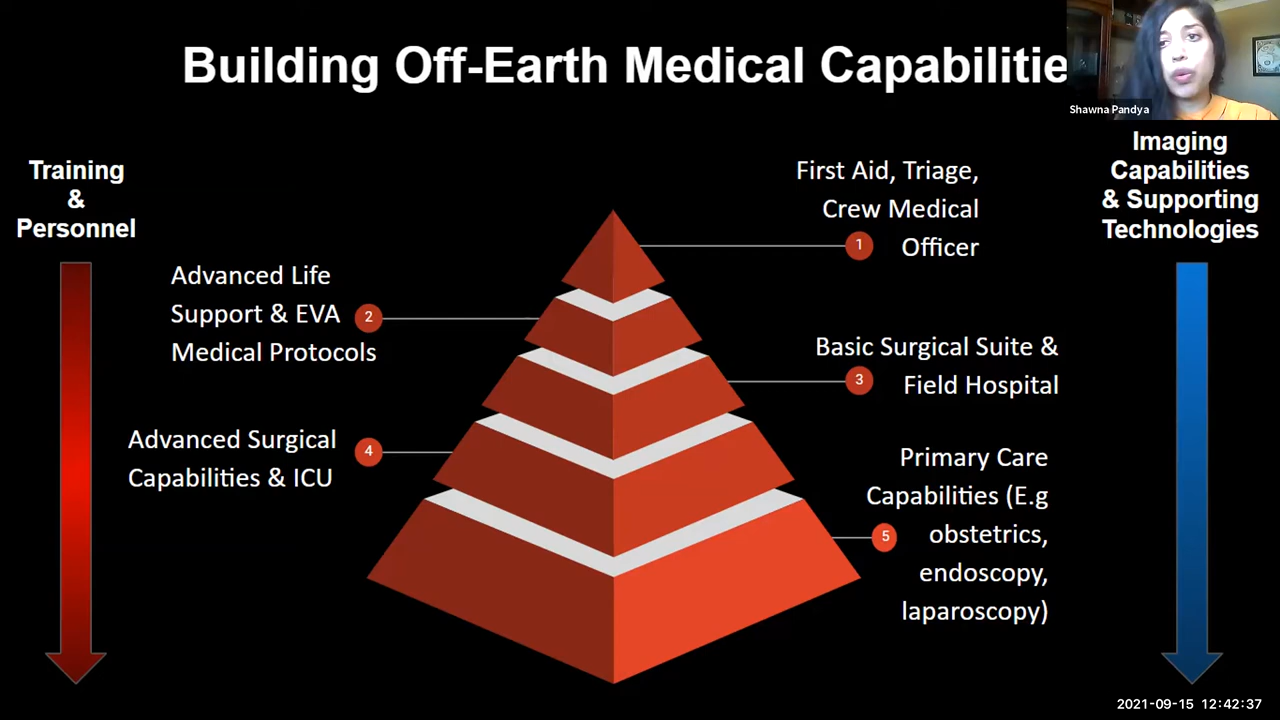 Building Off-Earth Medical Capabilitie
Shawna Pandya
Training
&
Personnel
Imaging
Capabilities
& Supporting
Technologies
First Aid, Triage,
Crew Medical
Officer
1
Advanced Life
Support & EVA
Medical Protocols
2
Basic Surgical Suite &
Field Hospital
3
Advanced Surgical
Capabilities & ICU
4
Primary Care
Capabilities (E.g
obstetrics,
endoscopy,
laparoscopy)
5
2021-09-15 12:42:37